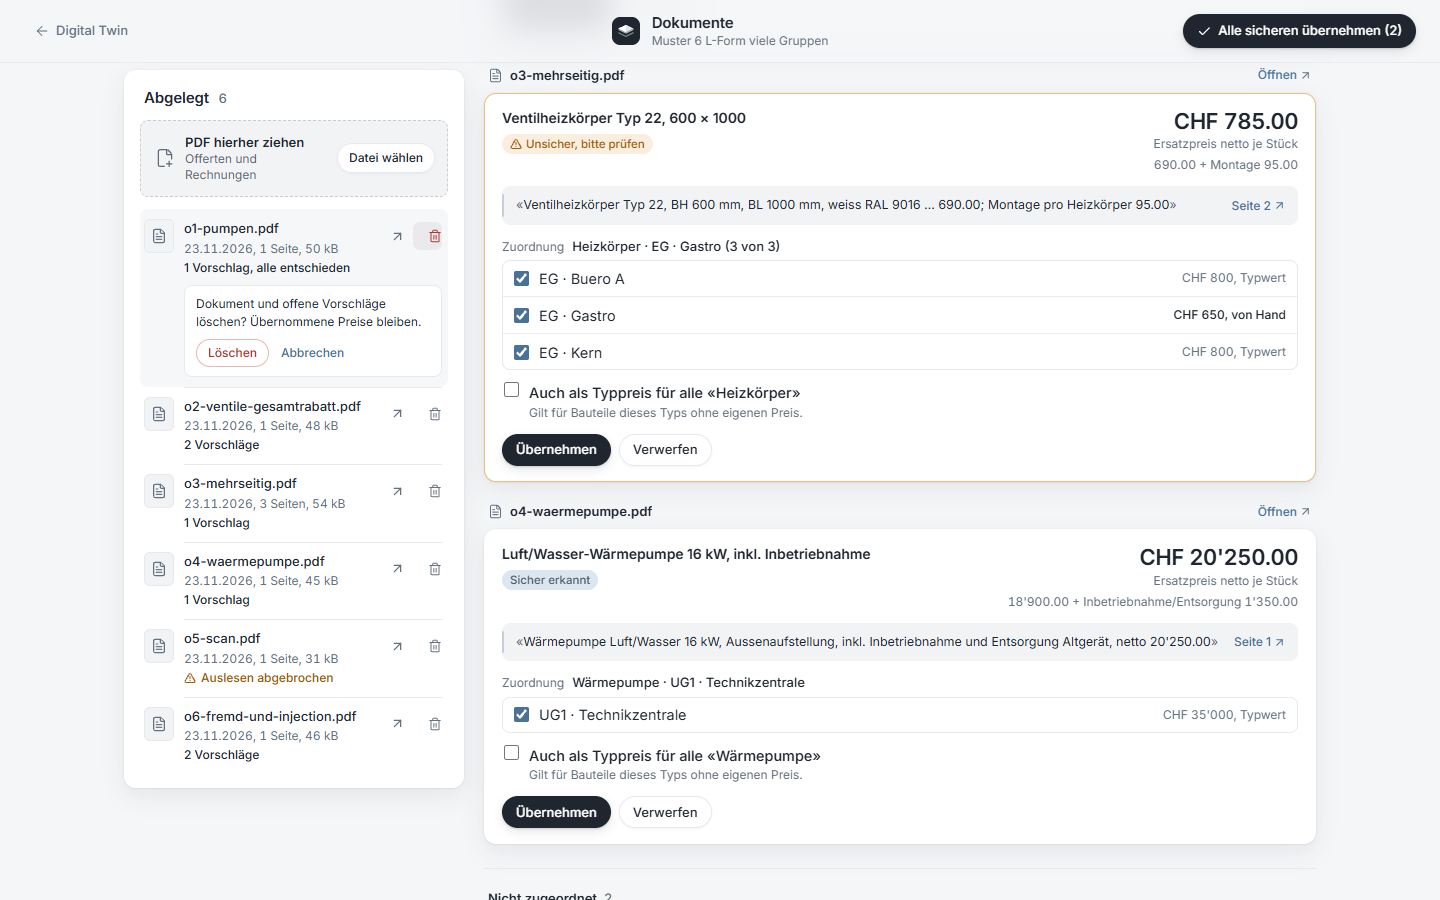 Digital Twin
Dokumente
Muster 6 L-Form viele Gruppen
Alle sicheren übernehmen (2)
Abgelegt 6
PDF hierher ziehen
Offerten und
Rechnungen
Datei wählen
o1-pumpen.pdf
23.11.2026, 1 Seite, 50 kB
1 Vorschlag, alle entschieden
Dokument und offene Vorschläge
löschen? Übernommene Preise bleiben.
Löschen Abbrechen
o2-ventile-gesamtrabatt.pdf
23.11.2026, 1 Seite, 48 kB
2 Vorschläge
o3-mehrseitig.pdf
23.11.2026, 3 Seiten, 54 kB
1 Vorschlag
o4-waermepumpe.pdf
23.11.2026, 1 Seite, 45 kB
1 Vorschlag
o5-scan.pdf
23.11.2026, 1 Seite, 31 kB
Auslesen abgebrochen
o6-fremd-und-injection.pdf
23.11.2026, 1 Seite, 46 kB
2 Vorschläge
o3-mehrseitig.pdf Öffnen
Ventilheizkörper Typ 22, 600 × 1000 CHF 785.00
Unsicher, bitte prüfen Ersatzpreis netto je Stück
690.00 + Montage 95.00
«Ventilheizkörper Typ 22, BH 600 mm, BL 1000 mm, weiss RAL 9016 … 690.00; Montage pro Heizkörper 95.00» Seite 2
Zuordnung Heizkörper · EG · Gastro (3 von 3)
EG · Buero A CHF 800, Typwert
EG · Gastro CHF 650, von Hand
EG · Kern CHF 800, Typwert
Auch als Typpreis für alle «Heizkörper»
Gilt für Bauteile dieses Typs ohne eigenen Preis.
Übernehmen Verwerfen
o4-waermepumpe.pdf Öffnen
Luft/Wasser-Wärmepumpe 16 kW, inkl. Inbetriebnahme CHF 20'250.00
Sicher erkannt Ersatzpreis netto je Stück
18'900.00 + Inbetriebnahme/Entsorgung 1'350.00
«Wärmepumpe Luft/Wasser 16 kW, Aussenaufstellung, inkl. Inbetriebnahme und Entsorgung Altgerät, netto 20'250.00» Seite 1
Zuordnung Wärmepumpe · UG1 · Technikzentrale
UG1 · Technikzentrale CHF 35'000, Typwert
Auch als Typpreis für alle «Wärmepumpe»
Gilt für Bauteile dieses Typs ohne eigenen Preis.
Übernehmen Verwerfen
Nicht zugeordnet 2